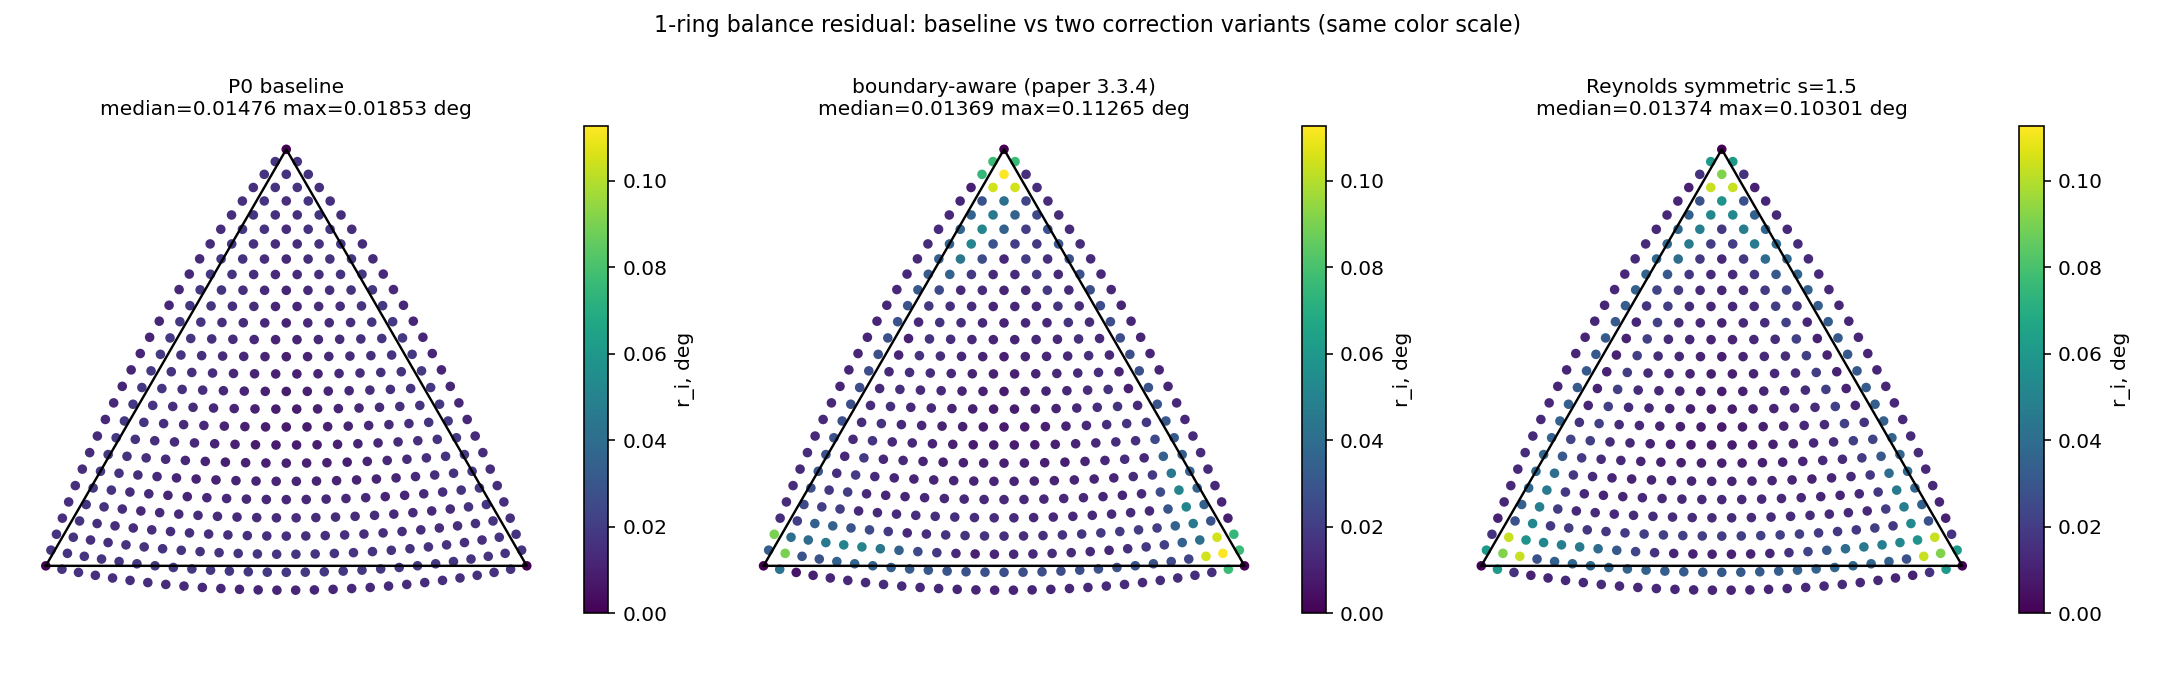 1-ring balance residual: baseline vs two correction variants (same color scale)
P0 baseline
median=0.01476 max=0.01853 deg
0.10
0.08
0.06
0.04
0.02
0.00
r_i, deg
boundary-aware (paper 3.3.4)
median=0.01369 max=0.11265 deg
0.10
0.08
0.06
0.04
0.02
0.00
r_i, deg
Reynolds symmetric s=1.5
median=0.01374 max=0.10301 deg
0.10
0.08
0.06
0.04
0.02
0.00
r_i, deg